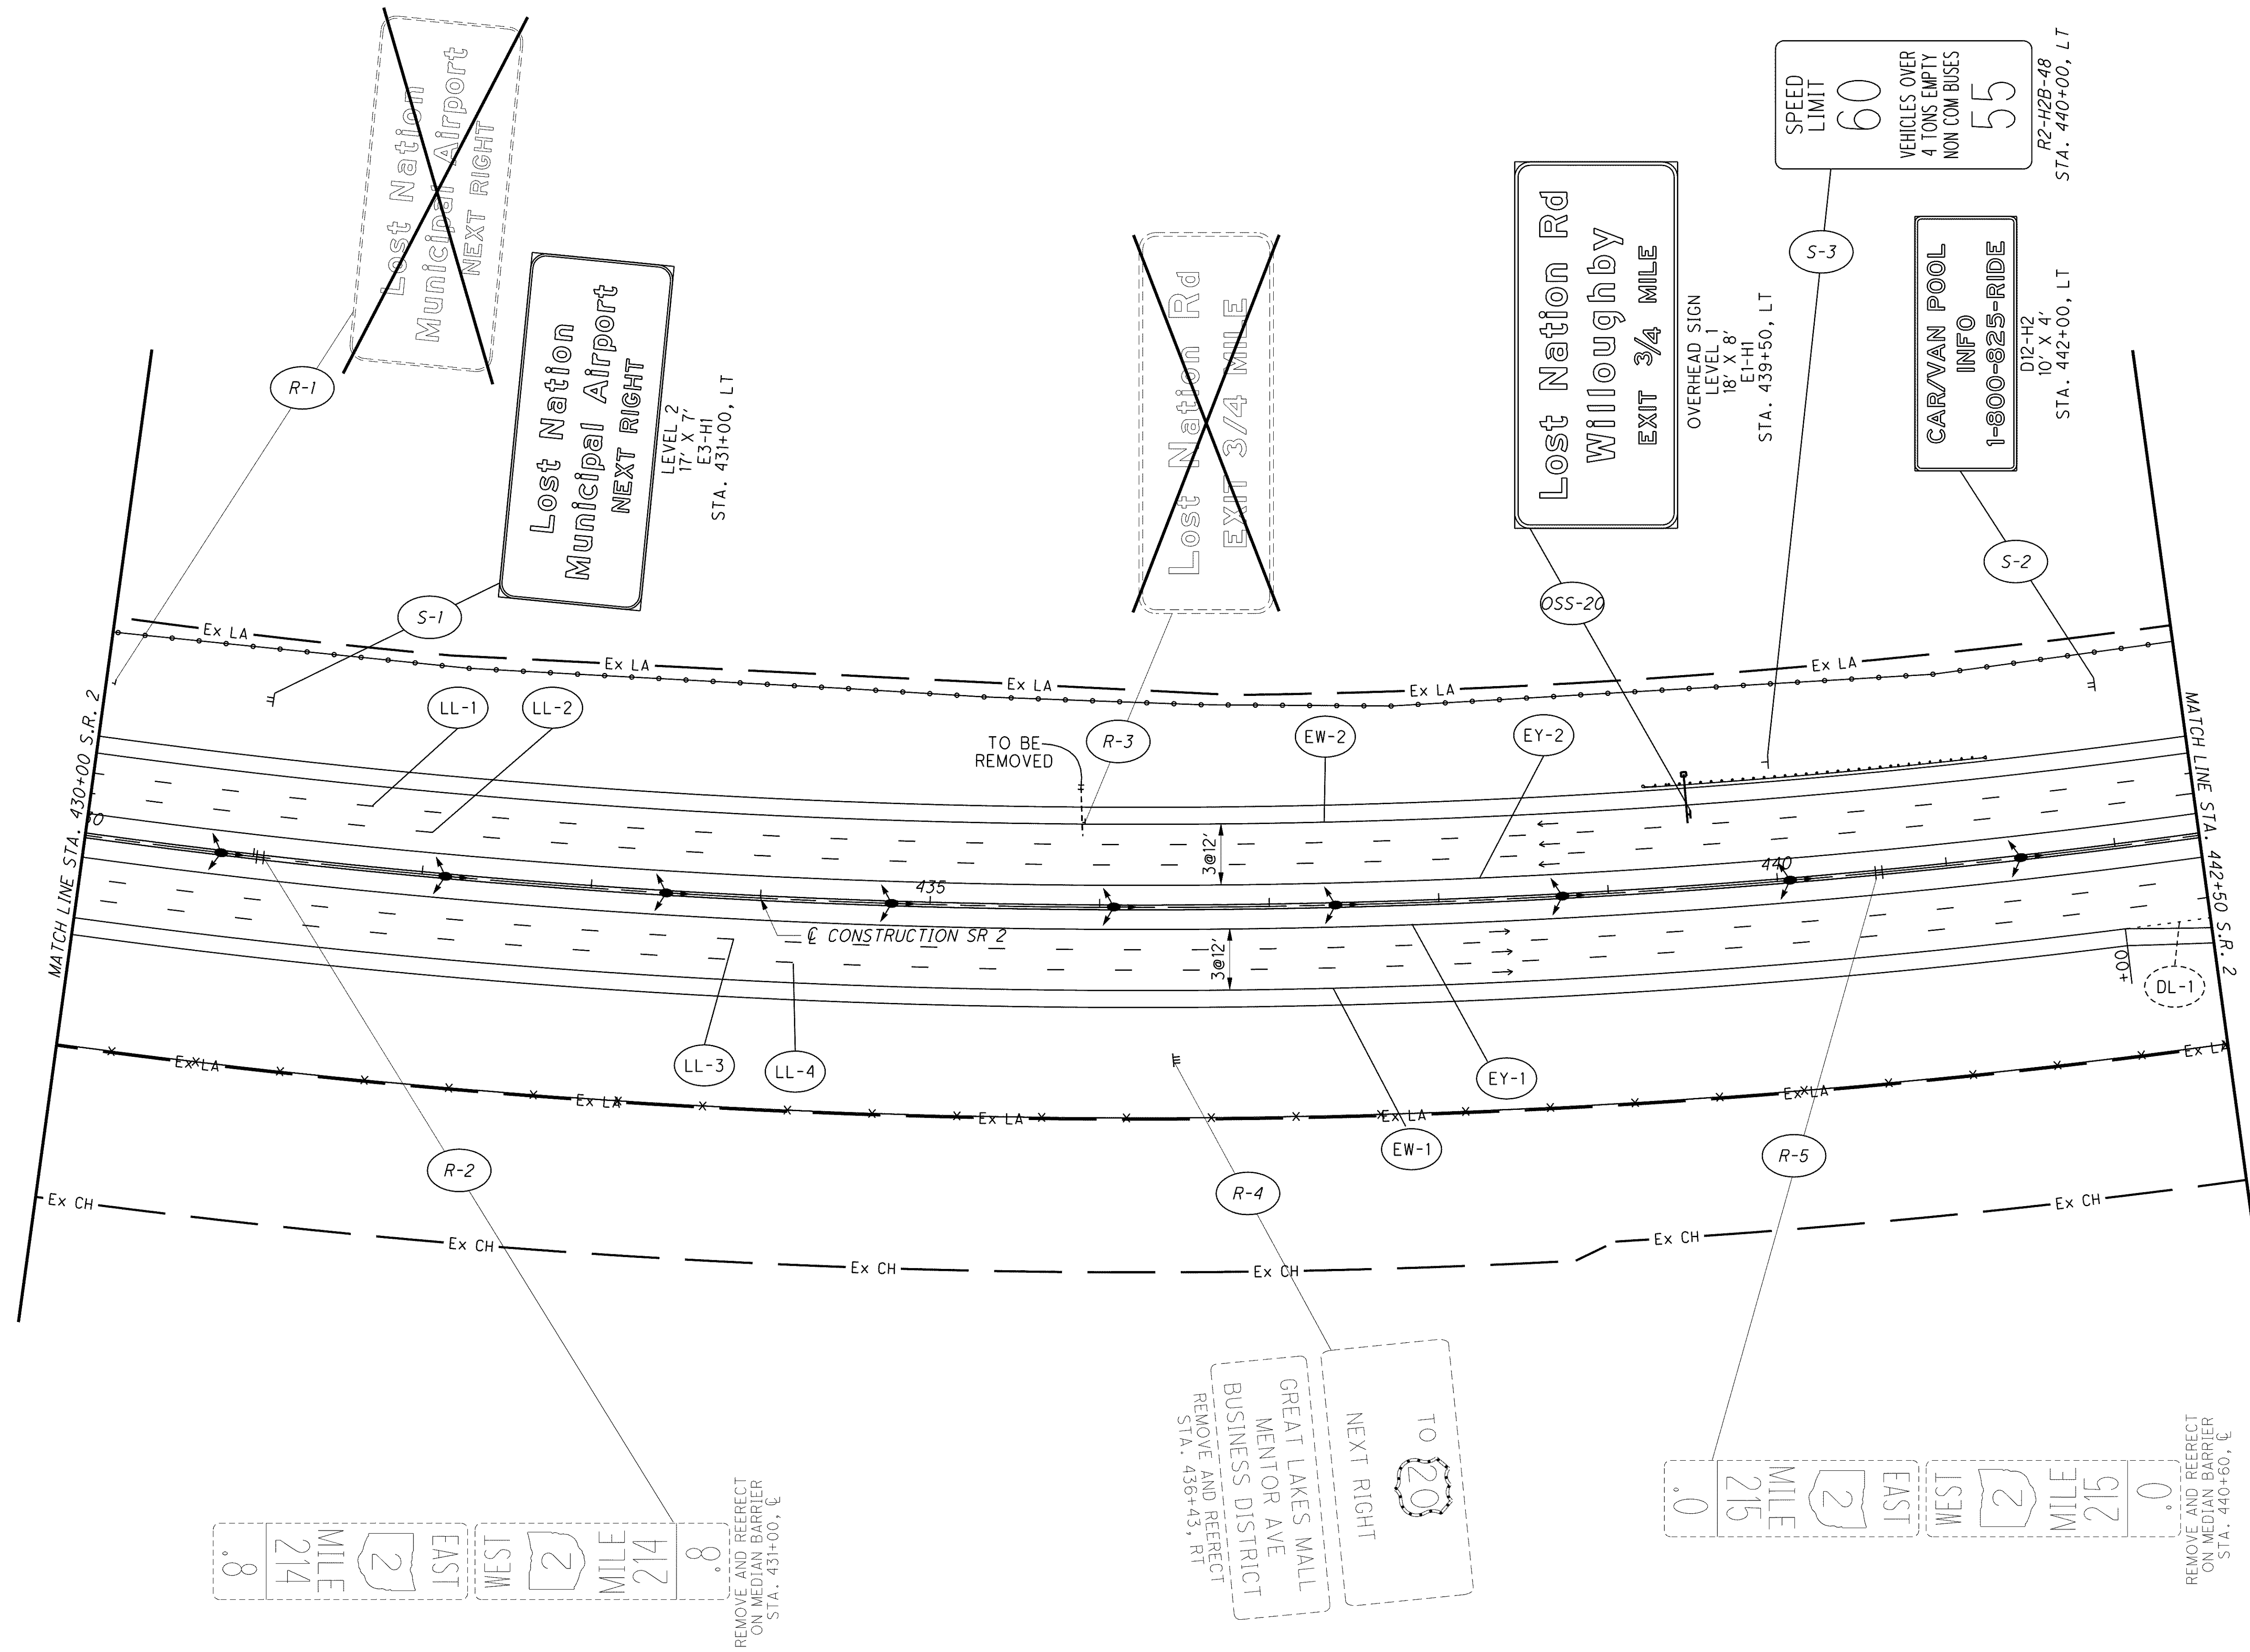 Lost Nation
Municipal Airport
NEXT RIGHT
R-1
Lost Nation
Municipal Airport
NEXT RIGHT
LEVEL 2
17' X 7'
E3-H1
STA. 431+00, LT
S-1
Lost Nation Rd
EXIT 3/4 MILE
R-3
TO BE
REMOVED
Lost Nation Rd
Willoughby
EXIT 3/4 MILE
OVERHEAD SIGN
LEVEL 1
18' X 8'
E1-H1
STA. 439+50, LT
OSS-20
SPEED
LIMIT
60
VEHICLES OVER
4 TONS EMPTY
NON COM BUSES
55
R2-H2B-48
STA. 440+00, LT
S-3
CAR/VAN POOL
INFO
1-800-825-RIDE
D12-H2
10' X 4'
STA. 442+00, LT
S-2
Ex LA
Ex LA
Ex LA
Ex LA
Ex LA
LL-1
LL-2
EW-2
EY-2
MATCH LINE STA. 430+00 S.R. 2
MATCH LINE STA. 442+50 S.R. 2
3@12'
435
440
℄ CONSTRUCTION SR 2
3@12'
+00
DL-1
LL-3
LL-4
EY-1
EW-1
Ex LA
Ex LA
Ex LA
Ex LA
Ex LA
Ex LA
R-2
R-4
R-5
Ex CH
Ex CH
Ex CH
Ex CH
Ex CH
Ex CH
EAST
2
MILE
214
.8
WEST
2
MILE
214
.8
REMOVE AND REERECT
ON MEDIAN BARRIER
STA. 431+00, ℄
TO 20
NEXT RIGHT
GREAT LAKES MALL
MENTOR AVE
BUSINESS DISTRICT
REMOVE AND REERECT
STA. 436+43, RT
EAST
2
MILE
215
.0
WEST
2
MILE
215
.0
REMOVE AND REERECT
ON MEDIAN BARRIER
STA. 440+60, ℄